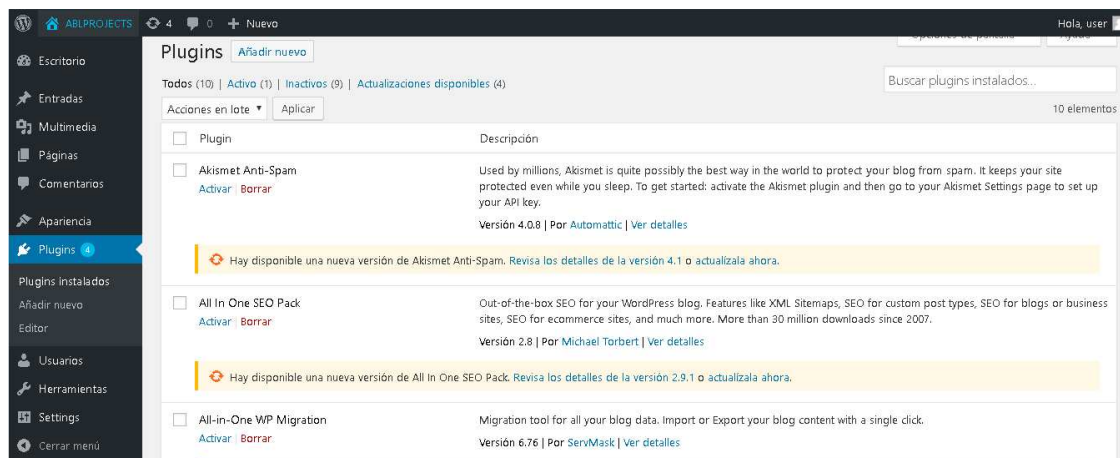 ABLPROJECTS 4 0 + Nuevo Hola, user
Escritorio
Entradas
Multimedia
Páginas
Comentarios
Apariencia
Plugins 4
Plugins instalados
Añadir nuevo
Editor
Usuarios
Herramientas
Settings
Cerrar menú
Opciones de pantalla Ayuda
Plugins Añadir nuevo
Todos (10) | Activo (1) | Inactivos (9) | Actualizaciones disponibles (4)
Buscar plugins instalados...
Acciones en lote Aplicar
10 elementos
Plugin Descripción
Akismet Anti-Spam
Activar | Borrar
Used by millions, Akismet is quite possibly the best way in the world to protect your blog from spam. It keeps your site
protected even while you sleep. To get started: activate the Akismet plugin and then go to your Akismet Settings page to set up
your API key.
Versión 4.0.8 | Por Automattic | Ver detalles
Hay disponible una nueva versión de Akismet Anti-Spam. Revisa los detalles de la versión 4.1 o actualízala ahora.
All In One SEO Pack
Activar | Borrar
Out-of-the-box SEO for your WordPress blog. Features like XML Sitemaps, SEO for custom post types, SEO for blogs or business
sites, SEO for ecommerce sites, and much more. More than 30 million downloads since 2007.
Versión 2.8 | Por Michael Torbert | Ver detalles
Hay disponible una nueva versión de All In One SEO Pack. Revisa los detalles de la versión 2.9.1 o actualízala ahora.
All-in-One WP Migration
Activar | Borrar
Migration tool for all your blog data. Import or Export your blog content with a single click.
Versión 6.76 | Por ServMask | Ver detalles